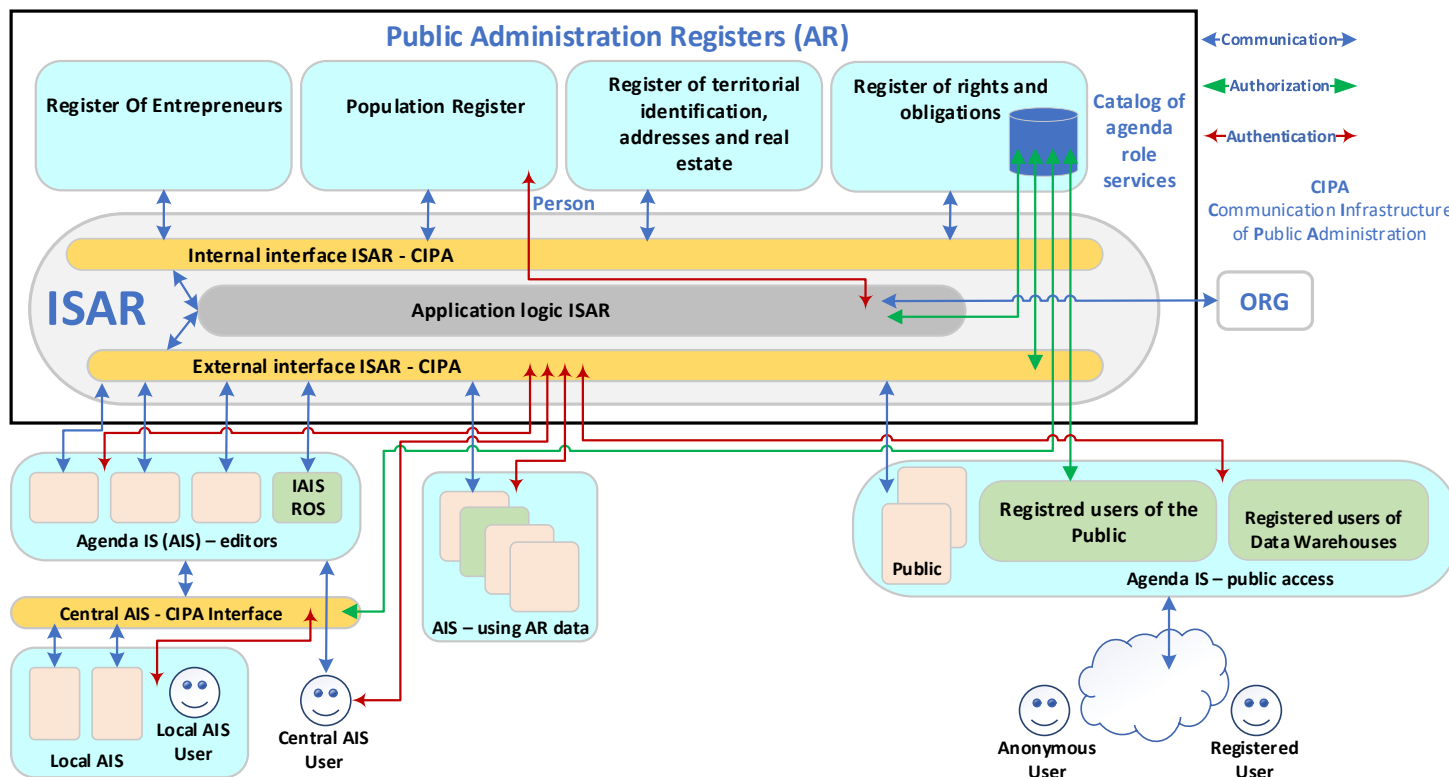 Public Administration Registers (AR)
Register Of Entrepreneurs
Population Register
Register of territorial
identification,
addresses and real
estate
Register of rights and
obligations
Catalog of
agenda
role
services
Communication
Authorization
Authentication
CIPA
Communication Infrastructure
of Public Administration
Person
Internal interface ISAR - CIPA
ISAR
Application logic ISAR
ORG
External interface ISAR - CIPA
IAIS
ROS
Agenda IS (AIS) – editors
Central AIS - CIPA Interface
Local AIS
Local AIS
User
Central AIS
User
AIS – using AR data
Public
Registred users of the
Public
Registered users of
Data Warehouses
Agenda IS – public access
Anonymous
User
Registered
User